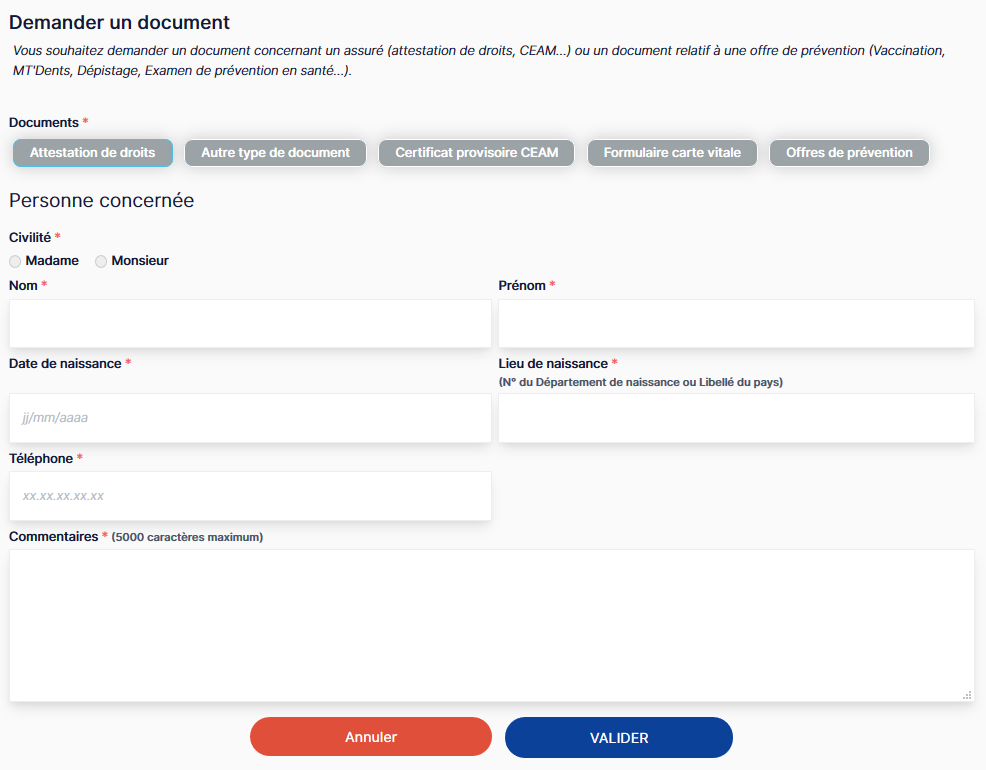 Demander un document
Vous souhaitez demander un document concernant un assuré (attestation de droits, CEAM...) ou un document relatif à une offre de prévention (Vaccination,
MT'Dents, Dépistage, Examen de prévention en santé...).
Documents *
Attestation de droits Autre type de document Certificat provisoire CEAM Formulaire carte vitale Offres de prévention
Personne concernée
Civilité *
Madame Monsieur
Nom * Prénom *
Date de naissance * Lieu de naissance *
(N° du Département de naissance ou Libellé du pays)
jj/mm/aaaa
Téléphone *
xx.xx.xx.xx.xx
Commentaires * (5000 caractères maximum)
Annuler VALIDER